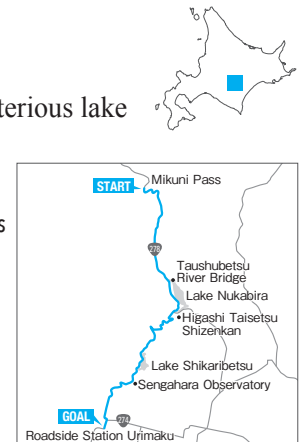 terious lake
s
START
Mikuni Pass
Taushubetsu
River Bridge
Lake Nukabira
Higashi Taisetsu
Shizenkan
Lake Shikaribetsu
Sengahara Observatory
GOAL
274
Roadside Station Urimaku